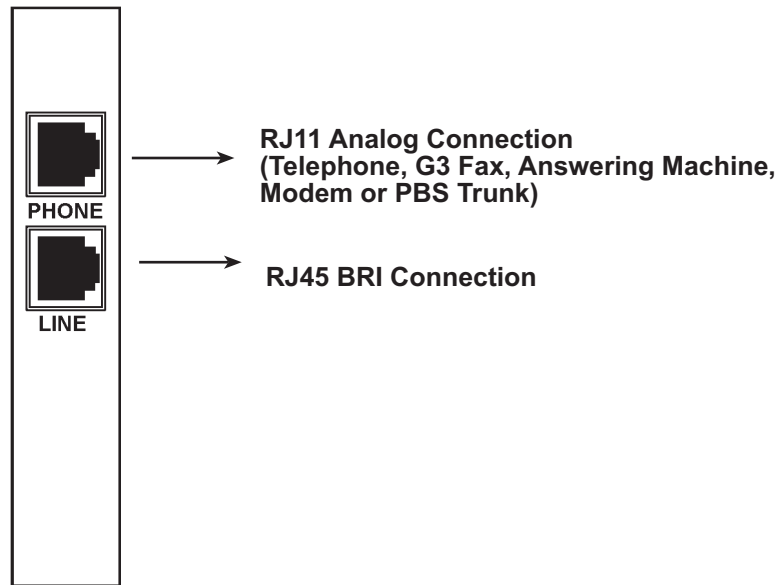 RJ11 Analog Connection
(Telephone, G3 Fax, Answering Machine,
Modem or PBS Trunk)
PHONE
RJ45 BRI Connection
LINE